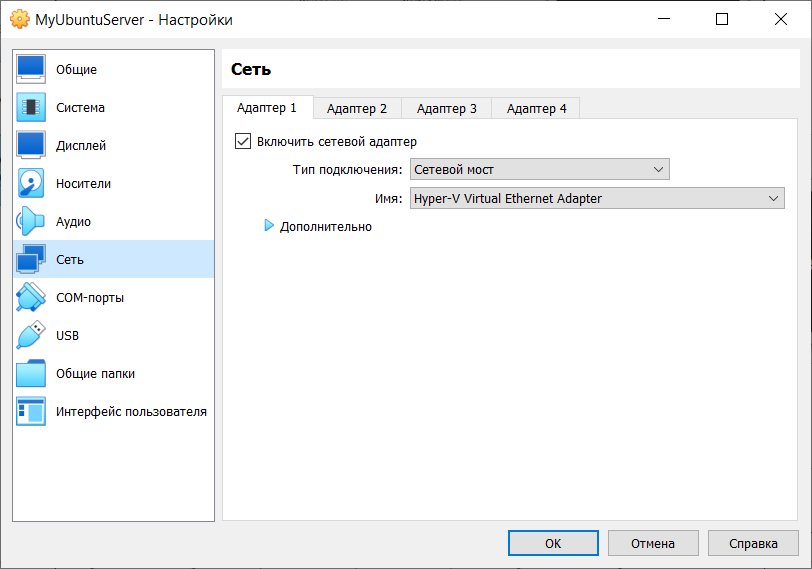 MyUbuntuServer - Настройки
Общие
Система
Дисплей
Носители
Аудио
Сеть
COM-порты
USB
Общие папки
Интерфейс пользователя
Сеть
Адаптер 1 Адаптер 2 Адаптер 3 Адаптер 4
Включить сетевой адаптер
Тип подключения: Сетевой мост
Имя: Hyper-V Virtual Ethernet Adapter
Дополнительно
OK Отмена Справка